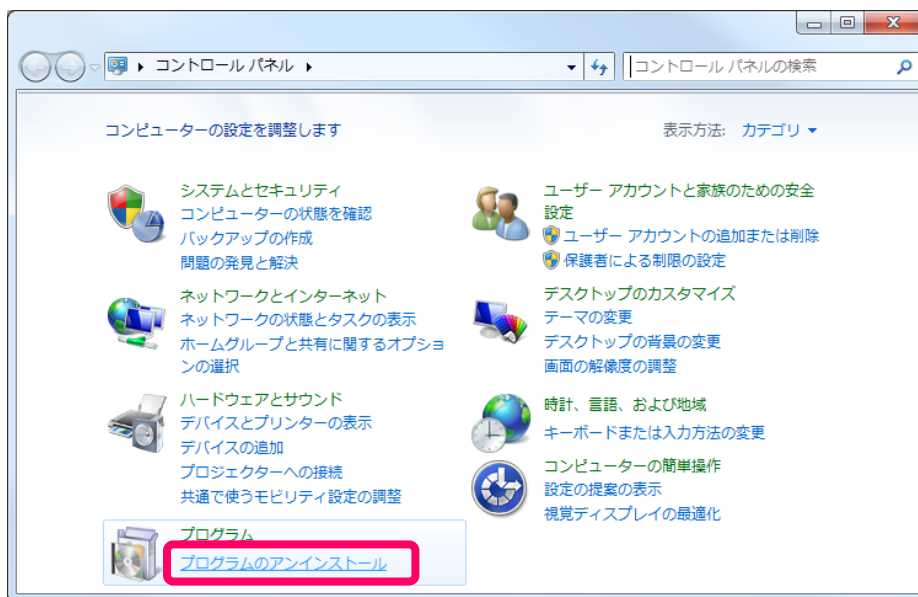 コントロール パネル
コントロール パネルの検索
コンピューターの設定を調整します
表示方法: カテゴリ
システムとセキュリティ
コンピューターの状態を確認
バックアップの作成
問題の発見と解決
ネットワークとインターネット
ネットワークの状態とタスクの表示
ホームグループと共有に関するオプショ
ンの選択
ハードウェアとサウンド
デバイスとプリンターの表示
デバイスの追加
プロジェクターへの接続
共通で使うモビリティ設定の調整
プログラム
プログラムのアンインストール
ユーザー アカウントと家族のための安全
設定
ユーザー アカウントの追加または削除
保護者による制限の設定
デスクトップのカスタマイズ
テーマの変更
デスクトップの背景の変更
画面の解像度の調整
時計、言語、および地域
キーボードまたは入力方法の変更
コンピューターの簡単操作
設定の提案の表示
視覚ディスプレイの最適化